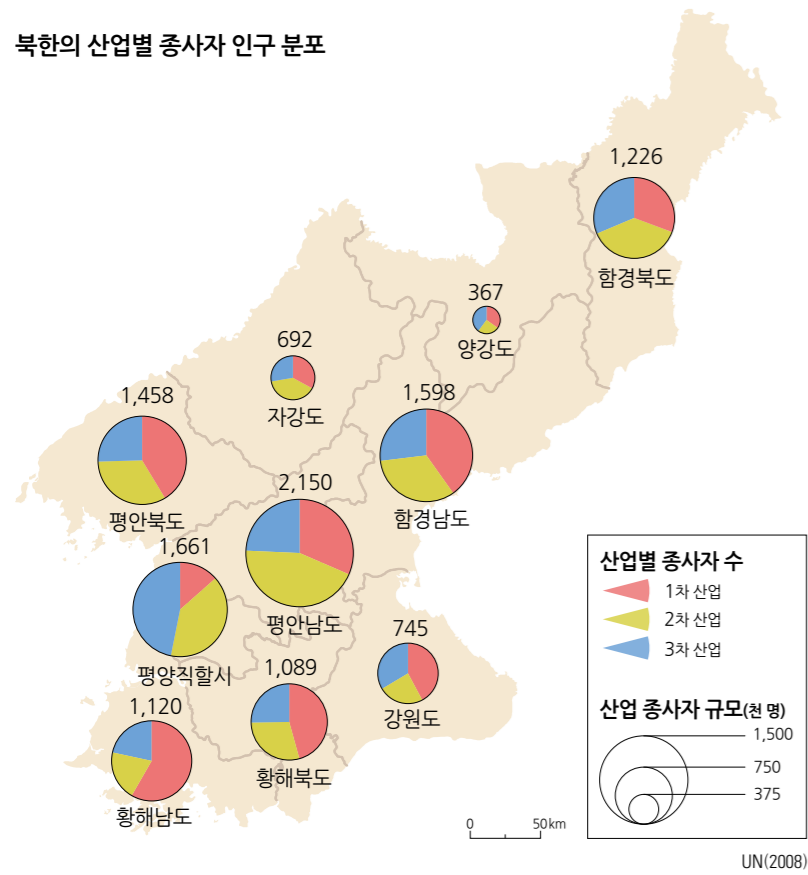 북한의 산업별 종사자 인구 분포
1,226
함경북도
367
양강도
692
자강도
1,458
평안북도
1,598
함경남도
2,150
평안남도
1,661
평양직할시
745
강원도
1,089
황해북도
1,120
황해남도
산업별 종사자 수
1차 산업
2차 산업
3차 산업
산업 종사자 규모(천 명)
1,500
750
375
0 50km
UN(2008)